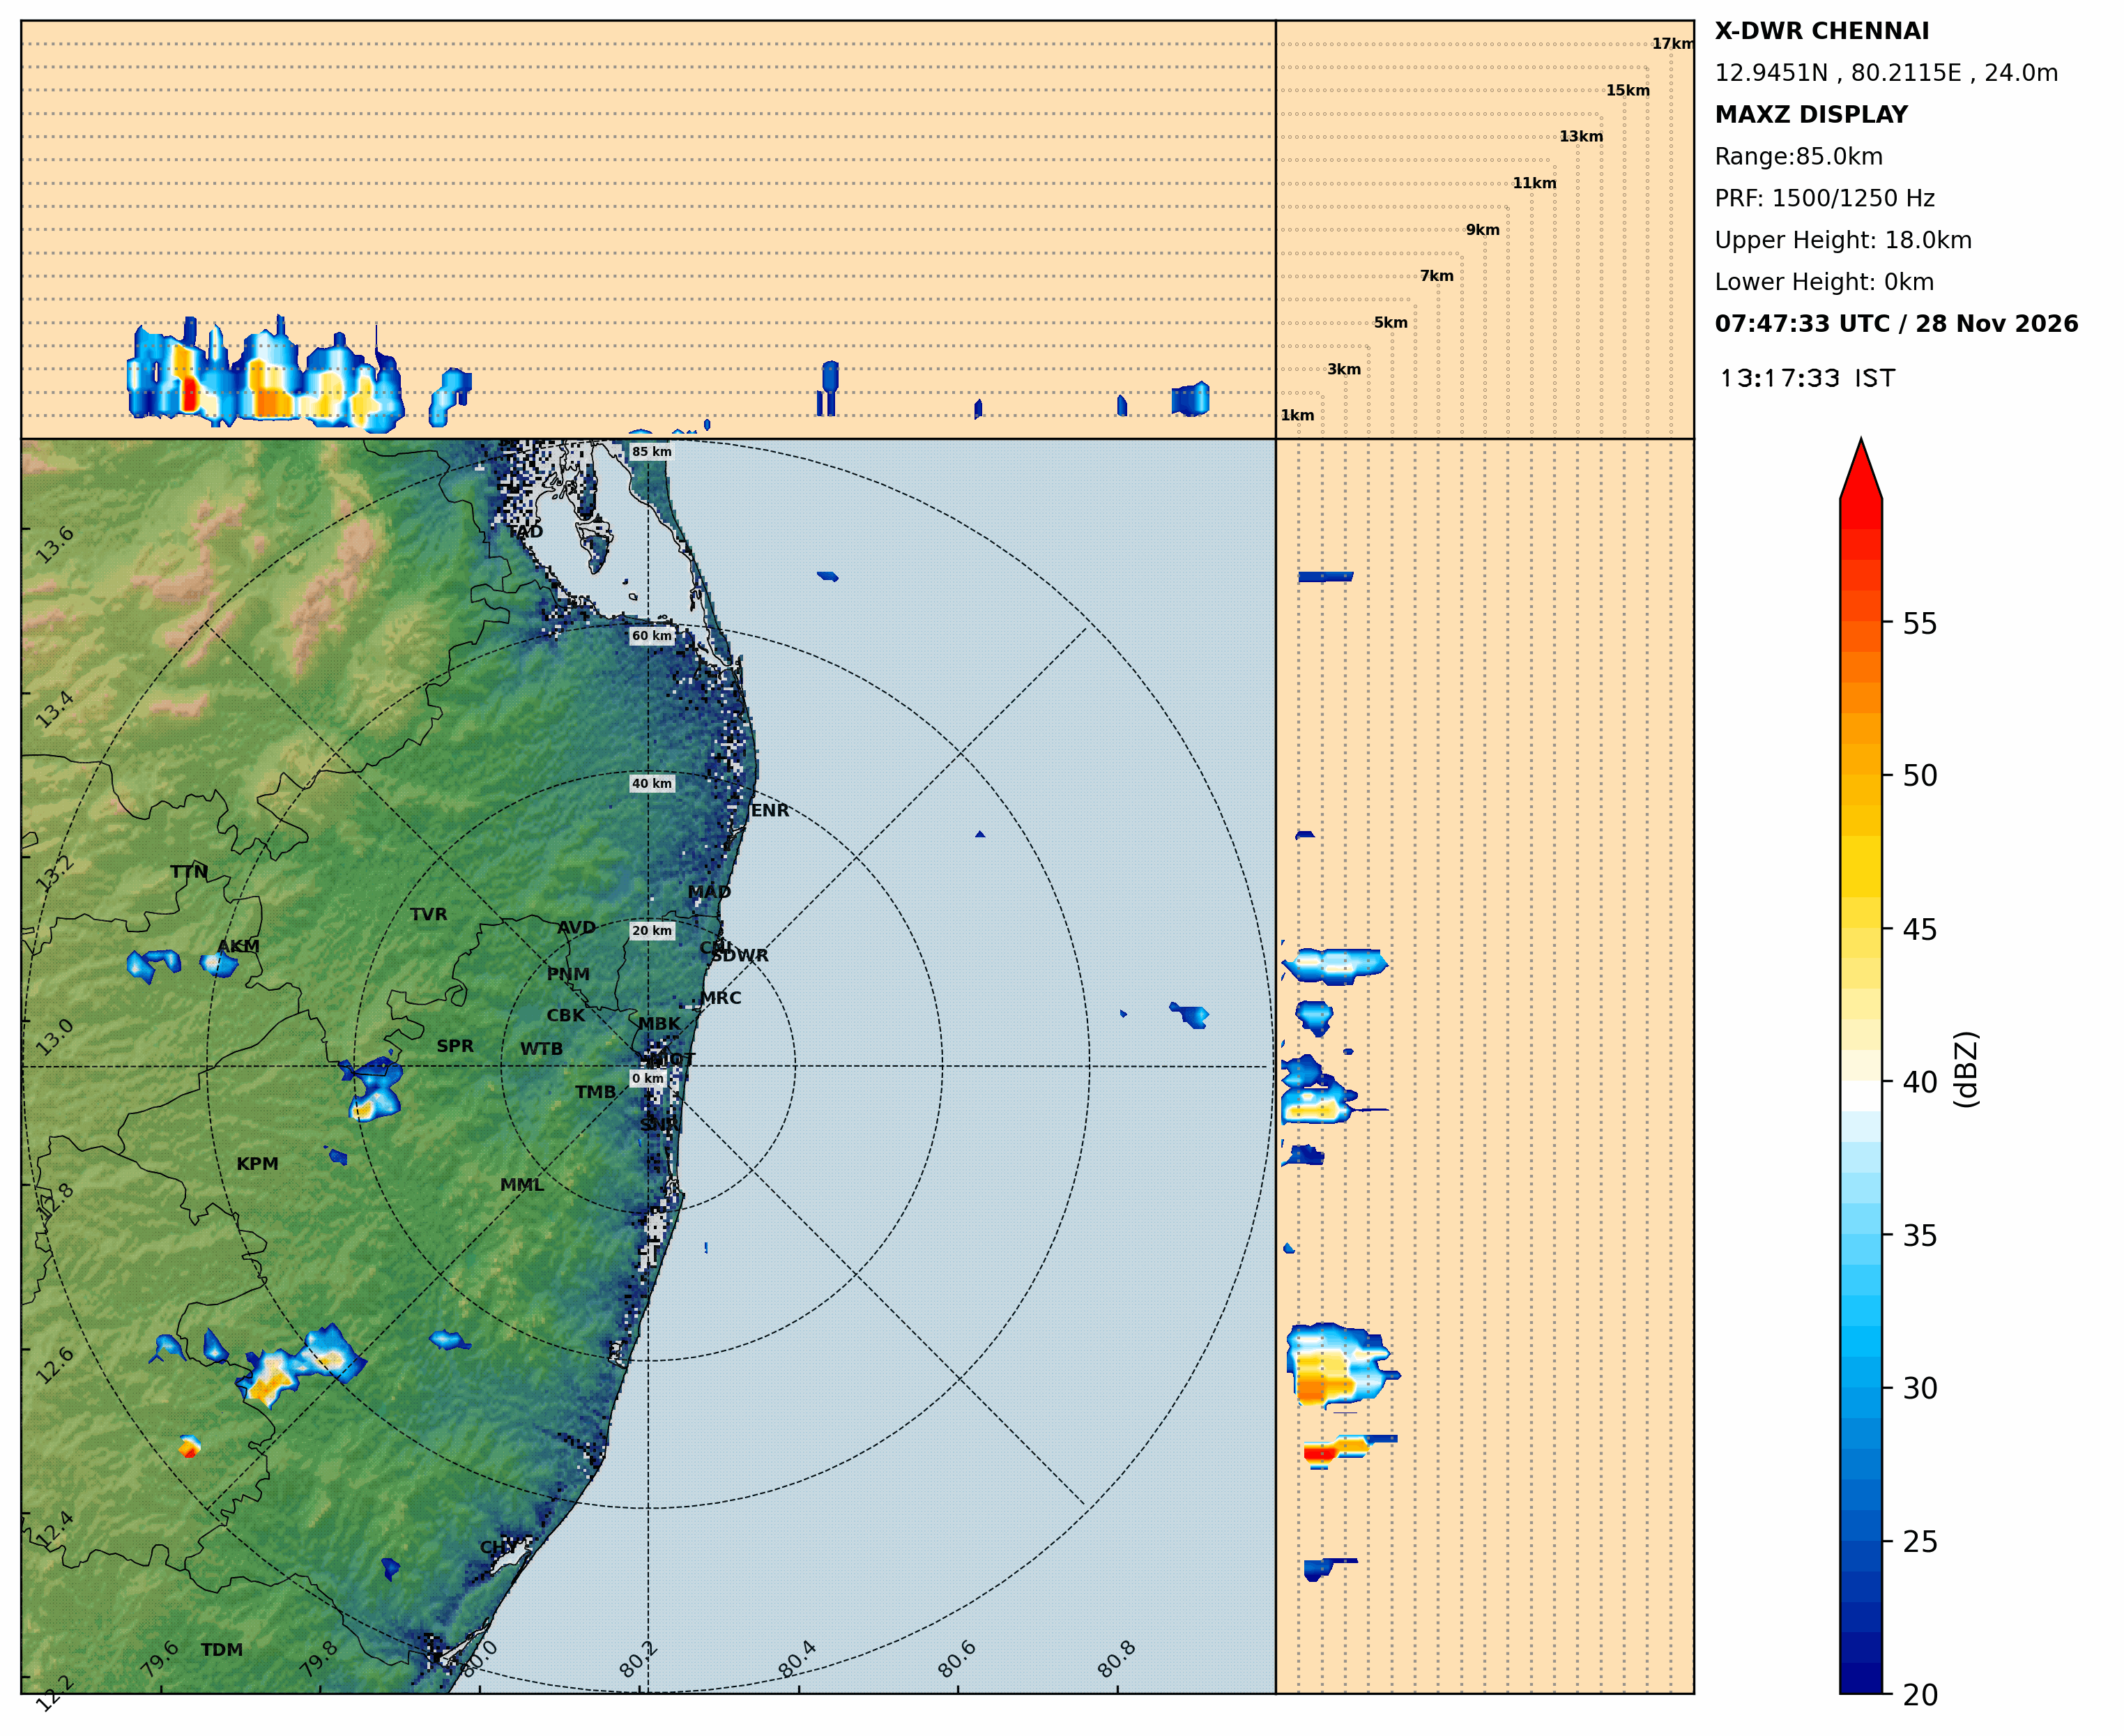 X-DWR CHENNAI
12.9451N , 80.2115E , 24.0m
MAXZ DISPLAY
Range:85.0km
PRF: 1500/1250 Hz
Upper Height: 18.0km
Lower Height: 0km
07:47:33 UTC / 28 Nov 2026
13:17:33 IST
17km
15km
13km
11km
9km
7km
5km
3km
1km
85 km
TAD
13.6
60 km
13.4
40 km
ENR
13.2
TTN
MAD
TVR
AVD
20 km
AKM
SDWR
PNM
MRC
CBK
MBK
13.0
SPR
WTB
0 km
TMB
SNR
KPM
MML
12.8
12.6
12.4
CHY
TDM
79.6
79.8
80.0
80.2
80.4
80.6
80.8
12.2
55
50
45
40
35
30
25
20
(dBZ)